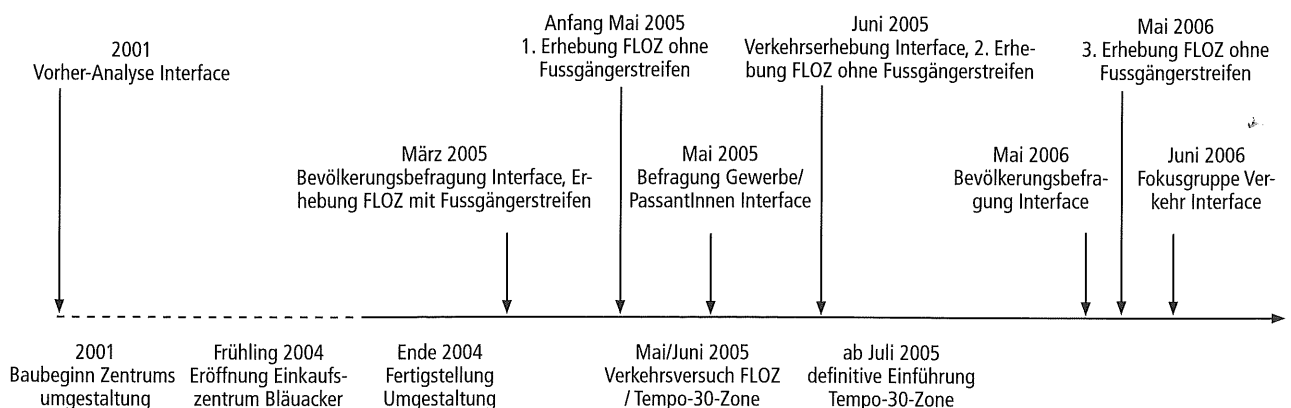 2001
Vorher-Analyse Interface
Anfang Mai 2005
1. Erhebung FLOZ ohne
Fussgängerstreifen
Juni 2005
Verkehrserhebung Interface, 2. Erhe-
bung FLOZ ohne Fussgängerstreifen
Mai 2006
3. Erhebung FLOZ ohne
Fussgängerstreifen
März 2005
Bevölkerungsbefragung Interface, Er-
hebung FLOZ mit Fussgängerstreifen
Mai 2005
Befragung Gewerbe/
PassantInnen Interface
Mai 2006
Bevölkerungsbefra-
gung Interface
Juni 2006
Fokusgruppe Ver-
kehr Interface
2001
Baubeginn Zentrums
umgestaltung
Frühling 2004
Eröffnung Einkaufs-
zentrum Bläuacker
Ende 2004
Fertigstellung
Umgestaltung
Mai/Juni 2005
Verkehrsversuch FLOZ
/ Tempo-30-Zone
ab Juli 2005
definitive Einführung
Tempo-30-Zone